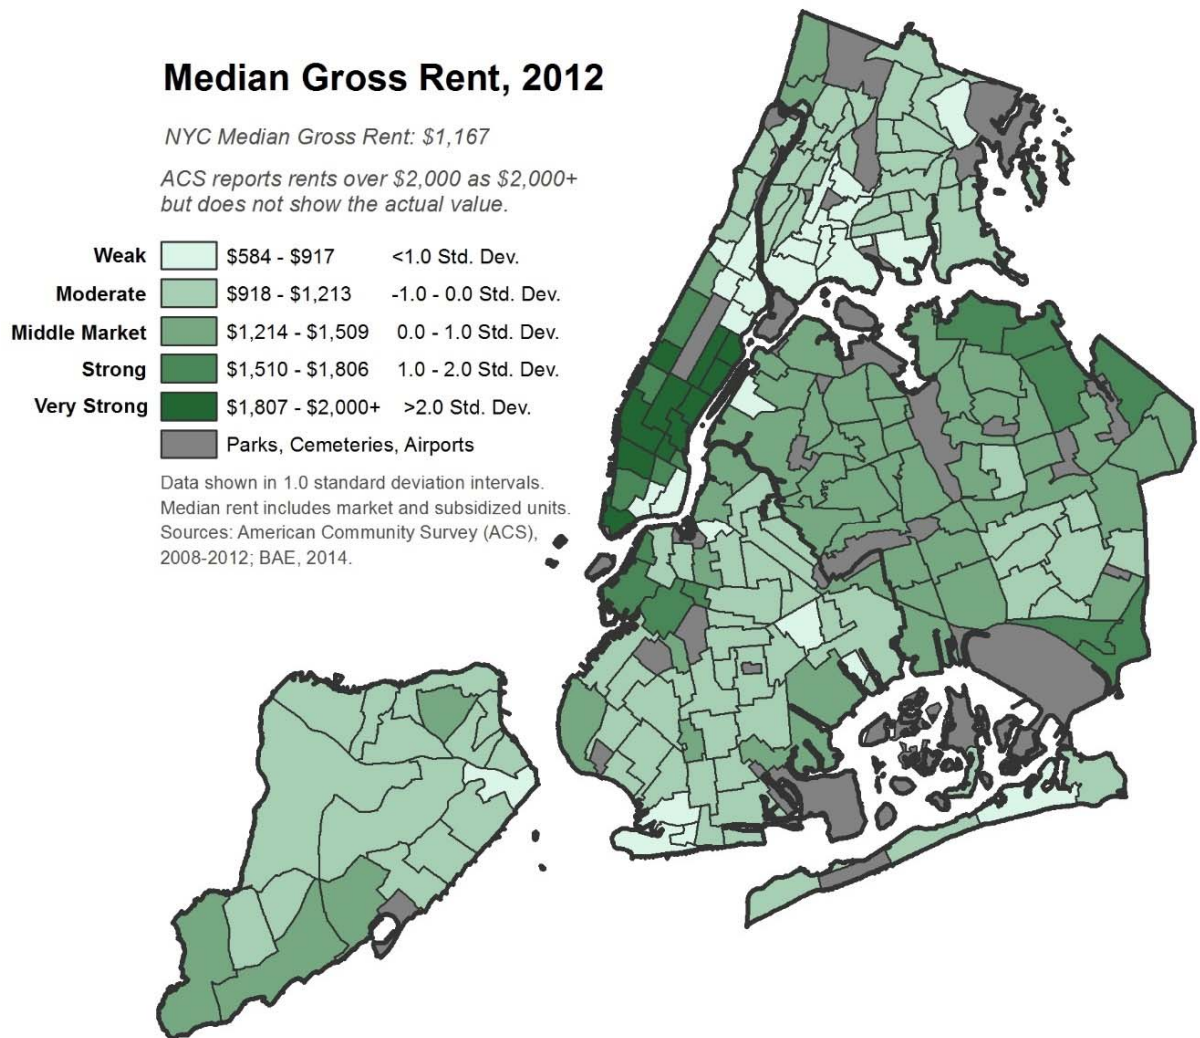 Median Gross Rent, 2012
NYC Median Gross Rent: $1,167
ACS reports rents over $2,000 as $2,000+
but does not show the actual value.
Weak $584 - $917 <1.0 Std. Dev.
Moderate $918 - $1,213 -1.0 - 0.0 Std. Dev.
Middle Market $1,214 - $1,509 0.0 - 1.0 Std. Dev.
Strong $1,510 - $1,806 1.0 - 2.0 Std. Dev.
Very Strong $1,807 - $2,000+ >2.0 Std. Dev.
Parks, Cemeteries, Airports
Data shown in 1.0 standard deviation intervals.
Median rent includes market and subsidized units.
Sources: American Community Survey (ACS),
2008-2012; BAE, 2014.